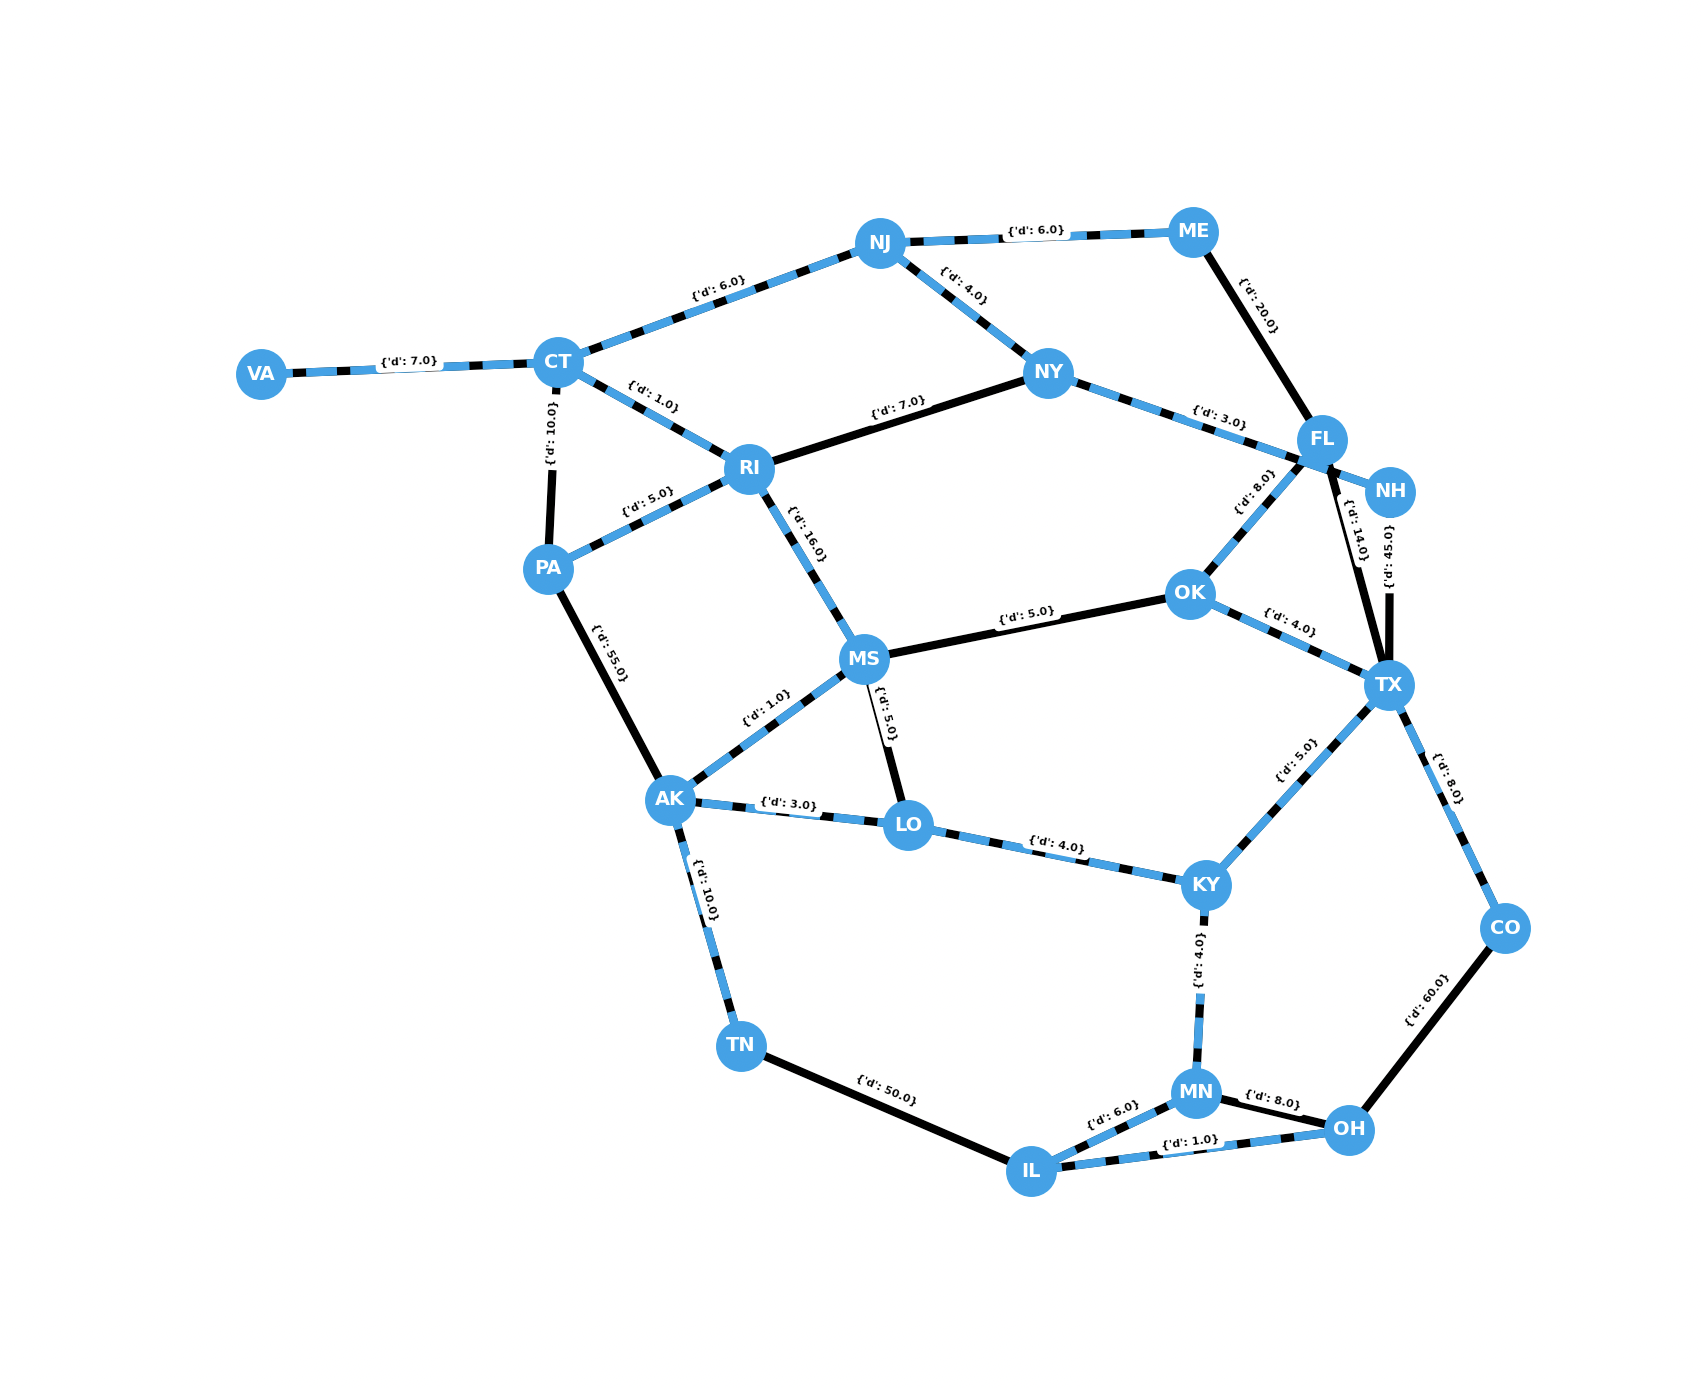 ME
{'d': 6.0}
NJ
{'d': 4.0}
{'d': 6.0}
{'d': 20.0}
CT
{'d': 7.0}
VA
NY
{'d': 1.0}
{'d': 7.0}
{'d': 3.0}
{'d': 10.0}
FL
RI
{'d': 8.0}
NH
{'d': 5.0}
{'d': 16.0}
{'d': 14.0}
{'d': 45.0}
PA
OK
{'d': 5.0}
{'d': 4.0}
{'d': 55.0}
MS
TX
{'d': 1.0}
{'d': 5.0}
{'d': 5.0}
{'d': 8.0}
AK
{'d': 3.0}
LO
{'d': 4.0}
KY
{'d': 10.0}
CO
{'d': 4.0}
{'d': 60.0}
TN
{'d': 50.0}
MN
{'d': 8.0}
{'d': 6.0}
OH
{'d': 1.0}
IL